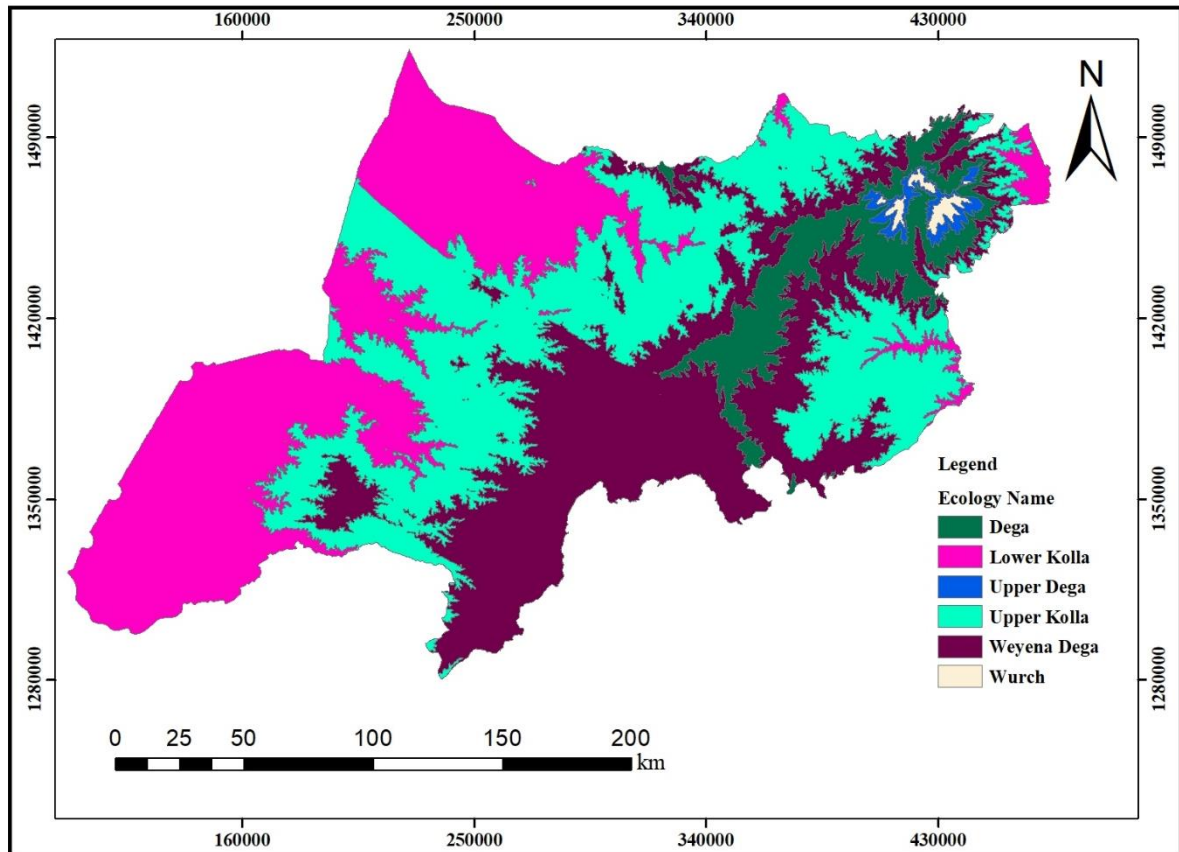 160000 250000 340000 430000
N
1490000 1490000
1420000 1420000
Legend
Ecology Name
1350000 1350000
Dega
Lower Kolla
Upper Dega
Upper Kolla
Weyena Dega
1280000 1280000
Wurch
0 25 50 100 150 200
km
160000 250000 340000 430000